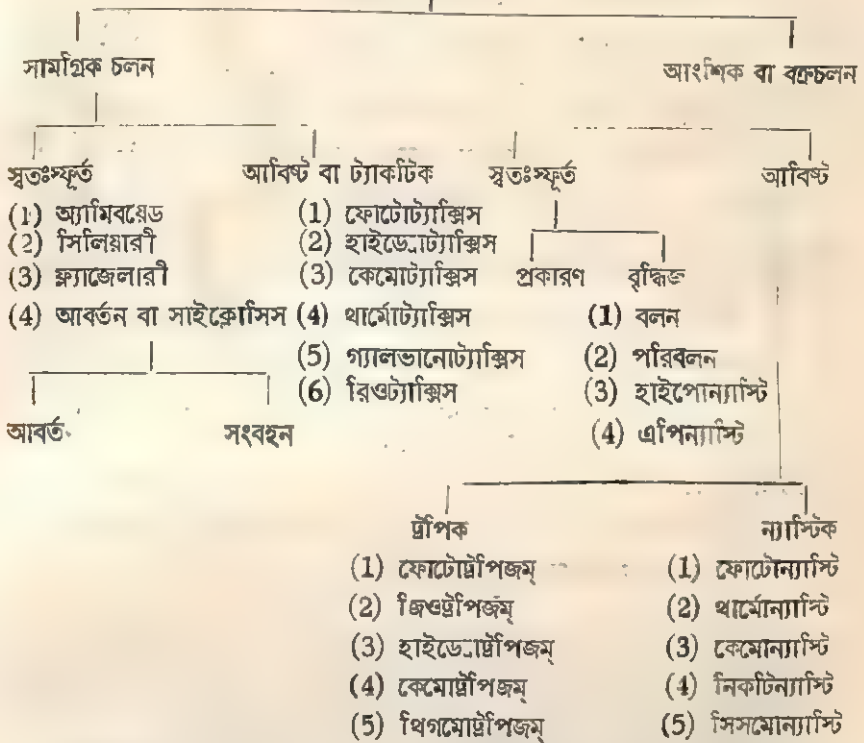 সামগ্রিক চলন আংশিক বা বক্রচলন
স্বতঃস্ফূর্ত আবিষ্ট বা ট্যাকটিক স্বতঃস্ফূর্ত আবিষ্ট
(1) অ্যামিবয়েড (1) ফোটোট্যাক্সিস
(2) সিলিয়ারী (2) হাইড্রোট্যাক্সিস
(3) ফ্ল্যাজেলারী (3) কেমোট্যাক্সিস প্রকারণ বৃদ্ধিজ
(4) আবর্তন বা সাইক্লোসিস (4) থার্মোট্যাক্সিস (1) বলন
(5) গ্যালভানোট্যাক্সিস (2) পরিবলন
(6) রিওট্যাক্সিস (3) হাইপোন্যাস্টি
আবর্ত সংবহন (4) এপিন্যাস্টি
ট্রপিক ন্যাস্টিক
(1) ফোটোট্রপিজম্ (1) ফোটোন্যাস্টি
(2) জিওট্রপিজম্ (2) থার্মোন্যাস্টি
(3) হাইড্রোট্রপিজম্ (3) কেমোন্যাস্টি
(4) কেমোট্রপিজম্ (4) নিকটিন্যাস্টি
(5) থিগমোট্রপিজম্ (5) সিসমোন্যাস্টি